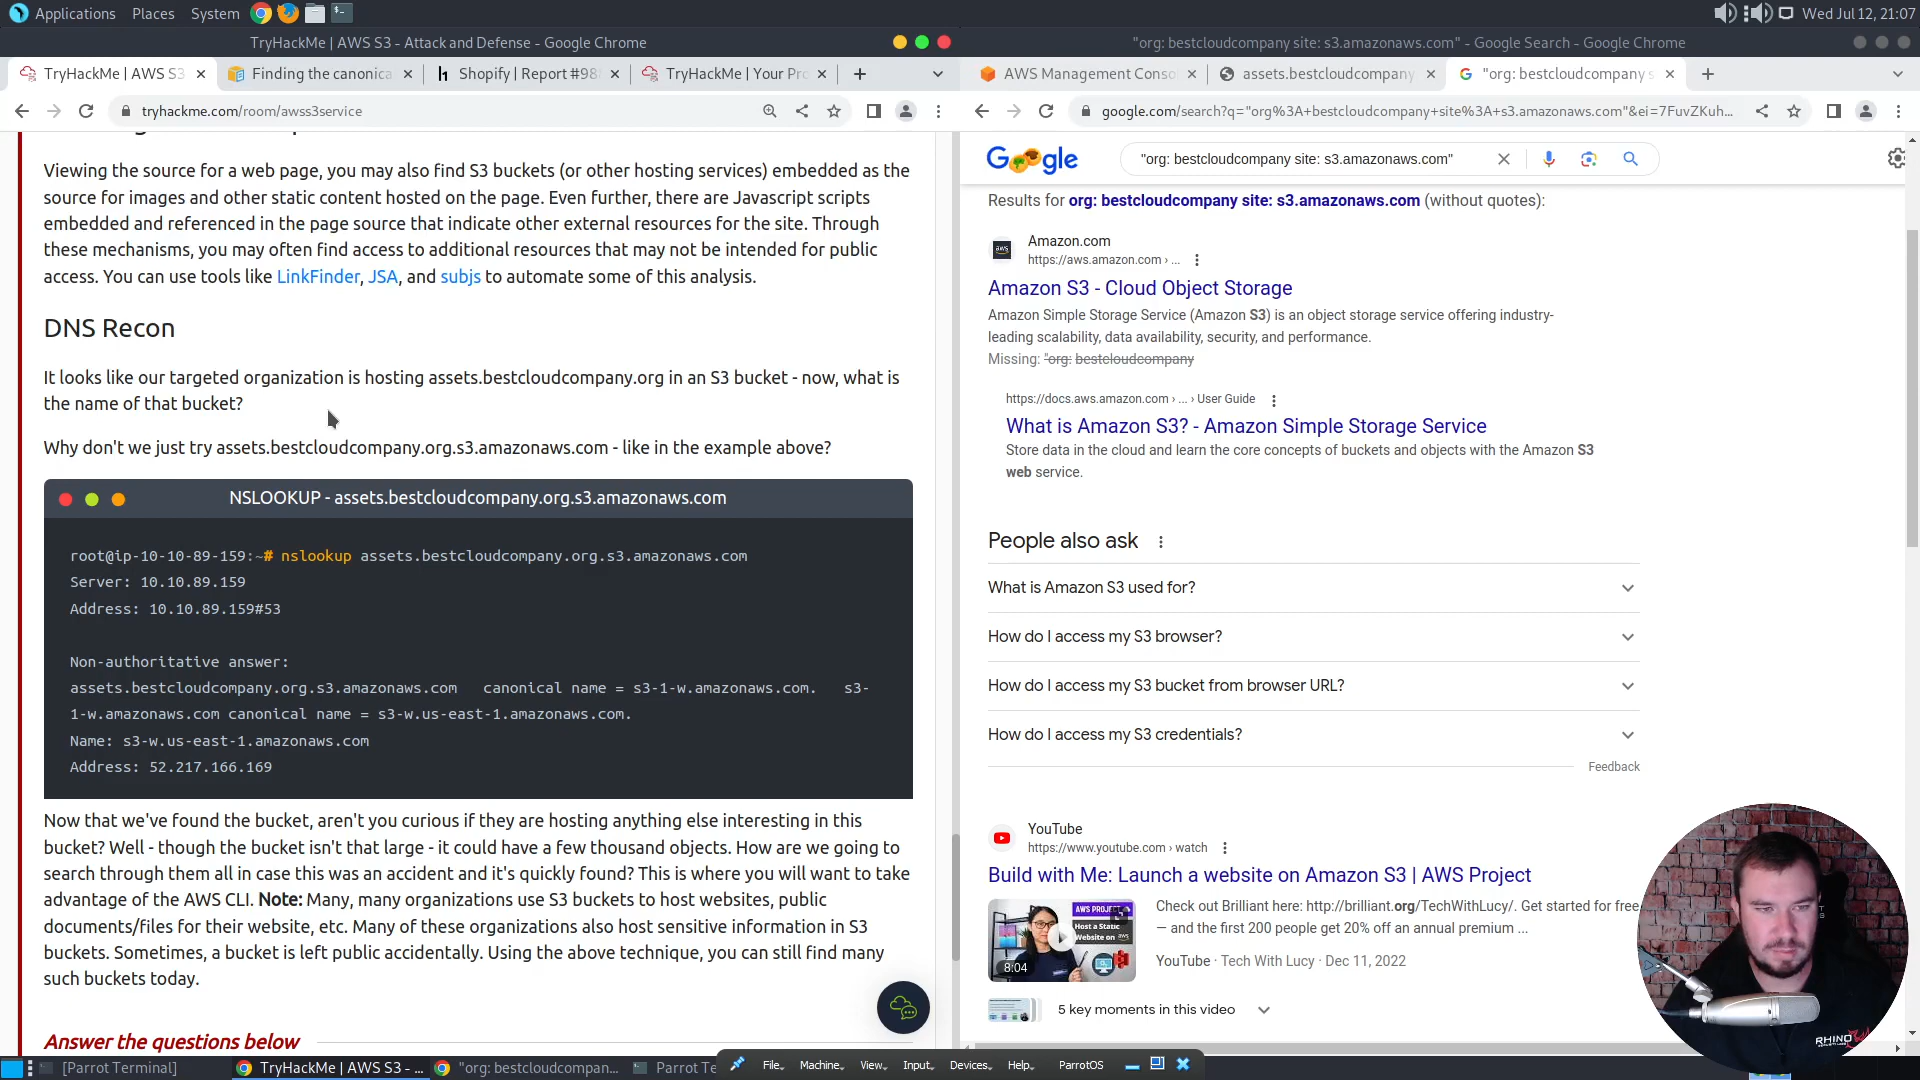 Applications Places System
Wed Jul 12, 21:07
TryHackMe | AWS S3 - Attack and Defense - Google Chrome
"org: bestcloudcompany site: s3.amazonaws.com" - Google Search - Google Chrome
TryHackMe | AWS S3
Finding the canonica
Shopify | Report #98
TryHackMe | Your Pro
AWS Management Conso
assets.bestcloudcompany
"org: bestcloudcompany s
tryhackme.com/room/awss3service
google.com/search?q="org%3A+bestcloudcompany+site%3A+s3.amazonaws.com"&ei=7FuvZKuh...
Viewing the source for a web page, you may also find S3 buckets (or other hosting services) embedded as the
source for images and other static content hosted on the page. Even further, there are Javascript scripts
embedded and referenced in the page source that indicate other external resources for the site. Through
these mechanisms, you may often find access to additional resources that may not be intended for public
access. You can use tools like LinkFinder, JSA, and subjs to automate some of this analysis.
DNS Recon
It looks like our targeted organization is hosting assets.bestcloudcompany.org in an S3 bucket - now, what is
the name of that bucket?
Why don't we just try assets.bestcloudcompany.org.s3.amazonaws.com - like in the example above?
NSLOOKUP - assets.bestcloudcompany.org.s3.amazonaws.com
root@ip-10-10-89-159:~# nslookup assets.bestcloudcompany.org.s3.amazonaws.com
Server: 10.10.89.159
Address: 10.10.89.159#53
Non-authoritative answer:
assets.bestcloudcompany.org.s3.amazonaws.com canonical name = s3-1-w.amazonaws.com. s3-
1-w.amazonaws.com canonical name = s3-w.us-east-1.amazonaws.com.
Name: s3-w.us-east-1.amazonaws.com
Address: 52.217.166.169
Now that we've found the bucket, aren't you curious if they are hosting anything else interesting in this
bucket? Well - though the bucket isn't that large - it could have a few thousand objects. How are we going to
search through them all in case this was an accident and it's quickly found? This is where you will want to take
advantage of the AWS CLI. Note: Many, many organizations use S3 buckets to host websites, public
documents/files for their website, etc. Many of these organizations also host sensitive information in S3
buckets. Sometimes, a bucket is left public accidentally. Using the above technique, you can still find many
such buckets today.
Answer the questions below
Google
"org: bestcloudcompany site: s3.amazonaws.com"
Results for org: bestcloudcompany site: s3.amazonaws.com (without quotes):
aws
Amazon.com
https://aws.amazon.com › ...
Amazon S3 - Cloud Object Storage
Amazon Simple Storage Service (Amazon S3) is an object storage service offering industry-
leading scalability, data availability, security, and performance.
Missing: "org: bestcloudcompany
https://docs.aws.amazon.com › ... › User Guide
What is Amazon S3? - Amazon Simple Storage Service
Store data in the cloud and learn the core concepts of buckets and objects with the Amazon S3
web service.
People also ask
What is Amazon S3 used for?
How do I access my S3 browser?
How do I access my S3 bucket from browser URL?
How do I access my S3 credentials?
Feedback
YouTube
https://www.youtube.com › watch
Build with Me: Launch a website on Amazon S3 | AWS Project
AWS PROJECT
Host a Static
Website on aws
8:04
Check out Brilliant here: http://brilliant.org/TechWithLucy/. Get started for free,
— and the first 200 people get 20% off an annual premium ...
YouTube · Tech With Lucy · Dec 11, 2022
5 key moments in this video
RHINO
[Parrot Terminal]
TryHackMe | AWS S3 - ...
"org: bestcloudcompan...
Parrot Te
File
Machine
View
Input
Devices
Help
ParrotOS